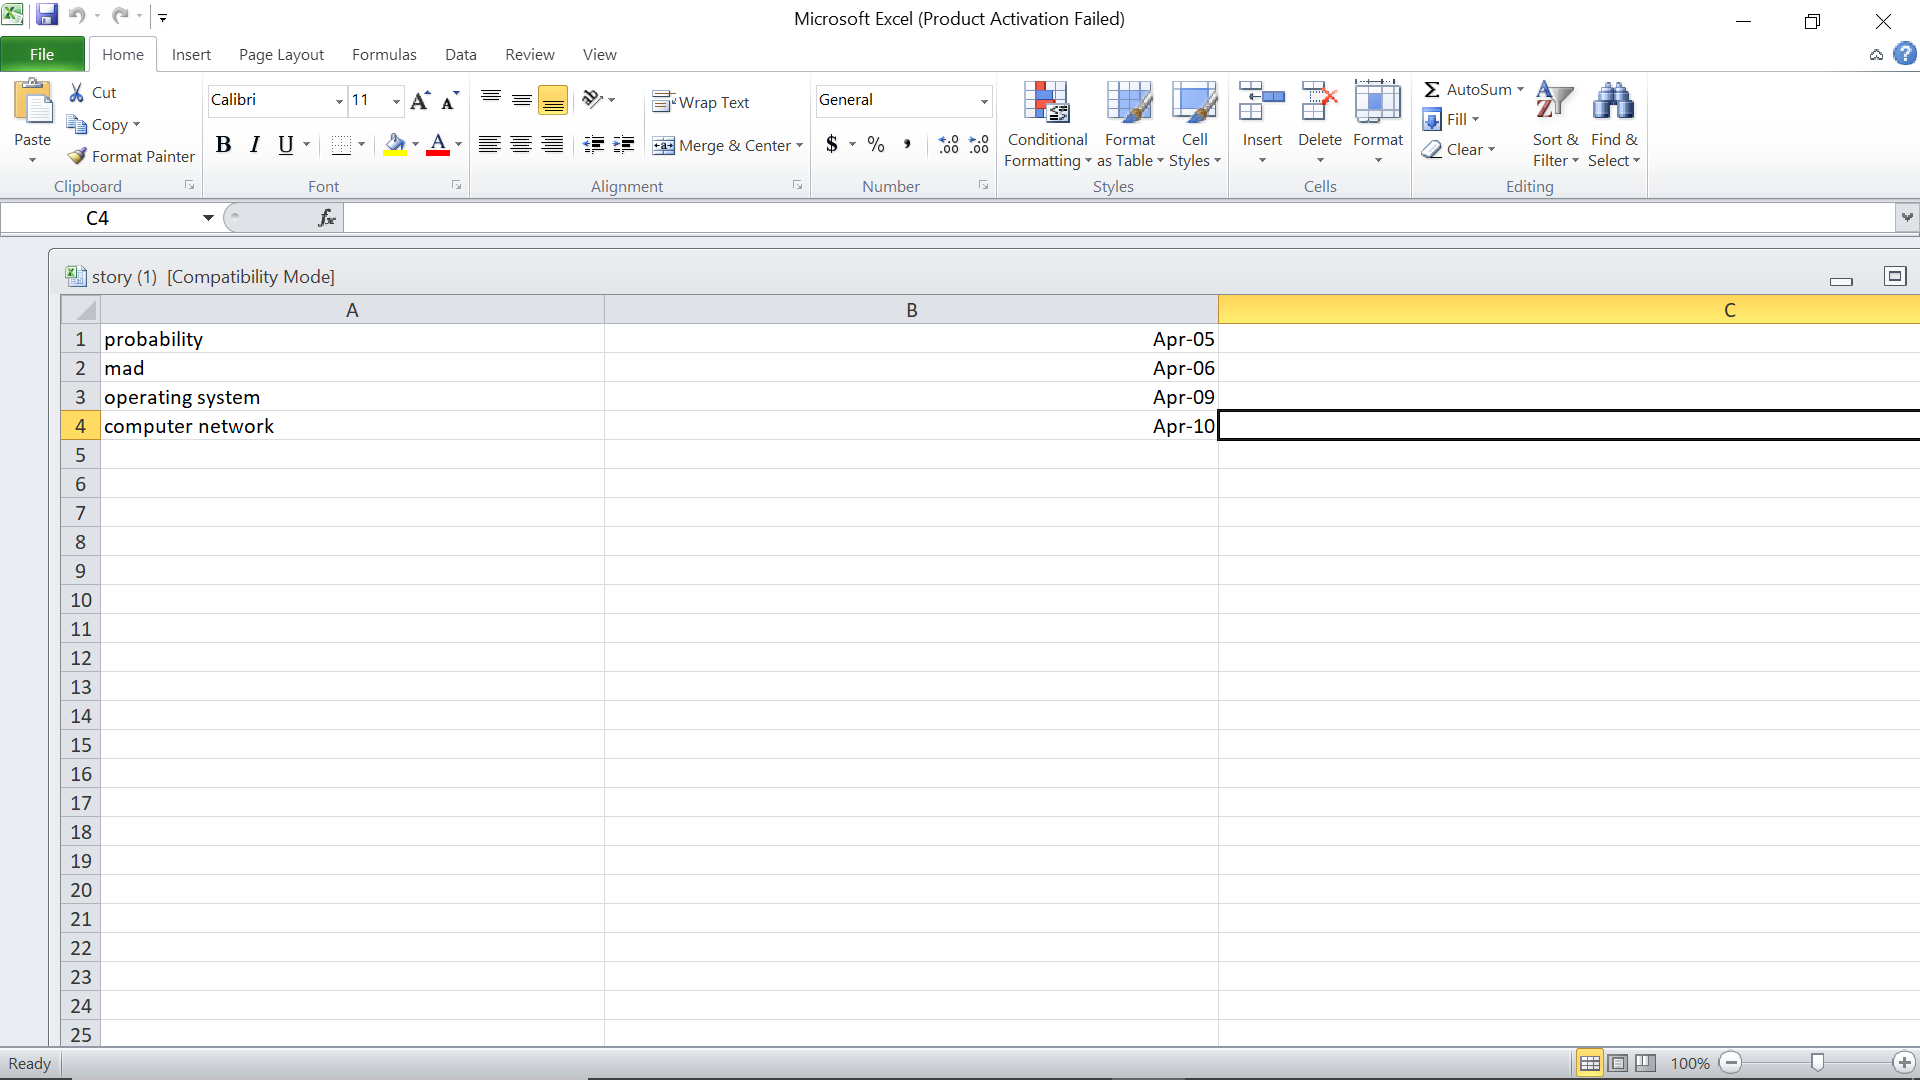 Microsoft Excel (Product Activation Failed)
File Home Insert Page Layout Formulas Data Review View
Paste
Cut
Copy
Format Painter
Clipboard
Calibri 11
B I U A
Font
Wrap Text
Merge & Center
Alignment
General
$ % ,
Number
Conditional Formatting
Format as Table
Cell Styles
Styles
Insert Delete Format
Cells
Σ AutoSum
Fill
Clear
Sort & Filter
Find & Select
Editing
C4 fx
story (1) [Compatibility Mode]
A B C
1 probability Apr-05
2 mad Apr-06
3 operating system Apr-09
4 computer network Apr-10
5
6
7
8
9
10
11
12
13
14
15
16
17
18
19
20
21
22
23
24
25
Ready 100%